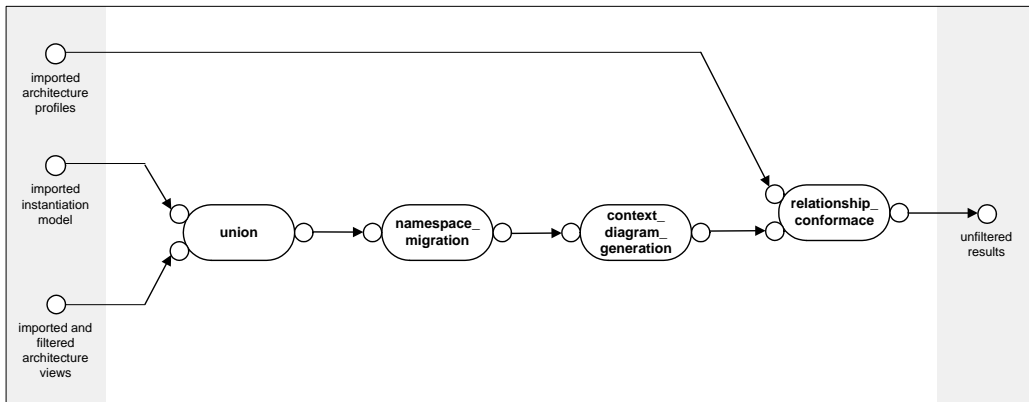 imported
architecture
profiles
imported
instantiation
model
imported and
filtered
architecture
views
union
namespace_
migration
context_
diagram_
generation
relationship_
conformace
unfiltered
results